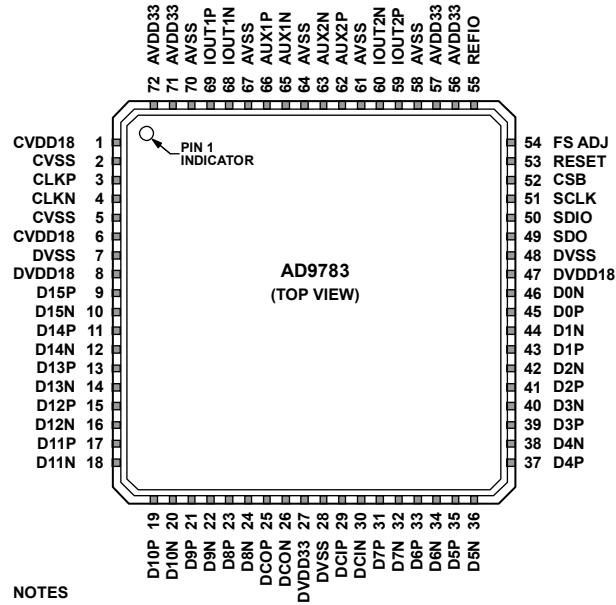 72 AVDD33
71 AVDD33
70 AVSS
69 IOUT1P
68 IOUT1N
67 AVSS
66 AUX1P
65 AUX1N
64 AVSS
63 AUX2N
62 AUX2P
61 AVSS
60 IOUT2N
59 IOUT2P
58 AVSS
57 AVDD33
56 AVDD33
55 REFIO
CVDD18 1
CVSS 2
CLKP 3
CLKN 4
CVSS 5
CVDD18 6
DVSS 7
DVDD18 8
D15P 9
D15N 10
D14P 11
D14N 12
D13P 13
D13N 14
D12P 15
D12N 16
D11P 17
D11N 18
PIN 1
INDICATOR
AD9783
(TOP VIEW)
54 FS ADJ
53 RESET
52 CSB
51 SCLK
50 SDIO
49 SDO
48 DVSS
47 DVDD18
46 D0N
45 D0P
44 D1N
43 D1P
42 D2N
41 D2P
40 D3N
39 D3P
38 D4N
37 D4P
D10P 19
D10N 20
D9P 21
D9N 22
D8P 23
D8N 24
DCOP 25
DCON 26
DVDD33 27
DVSS 28
DCIP 29
DCIN 30
D7P 31
D7N 32
D6P 33
D6N 34
D5P 35
D5N 36
NOTES